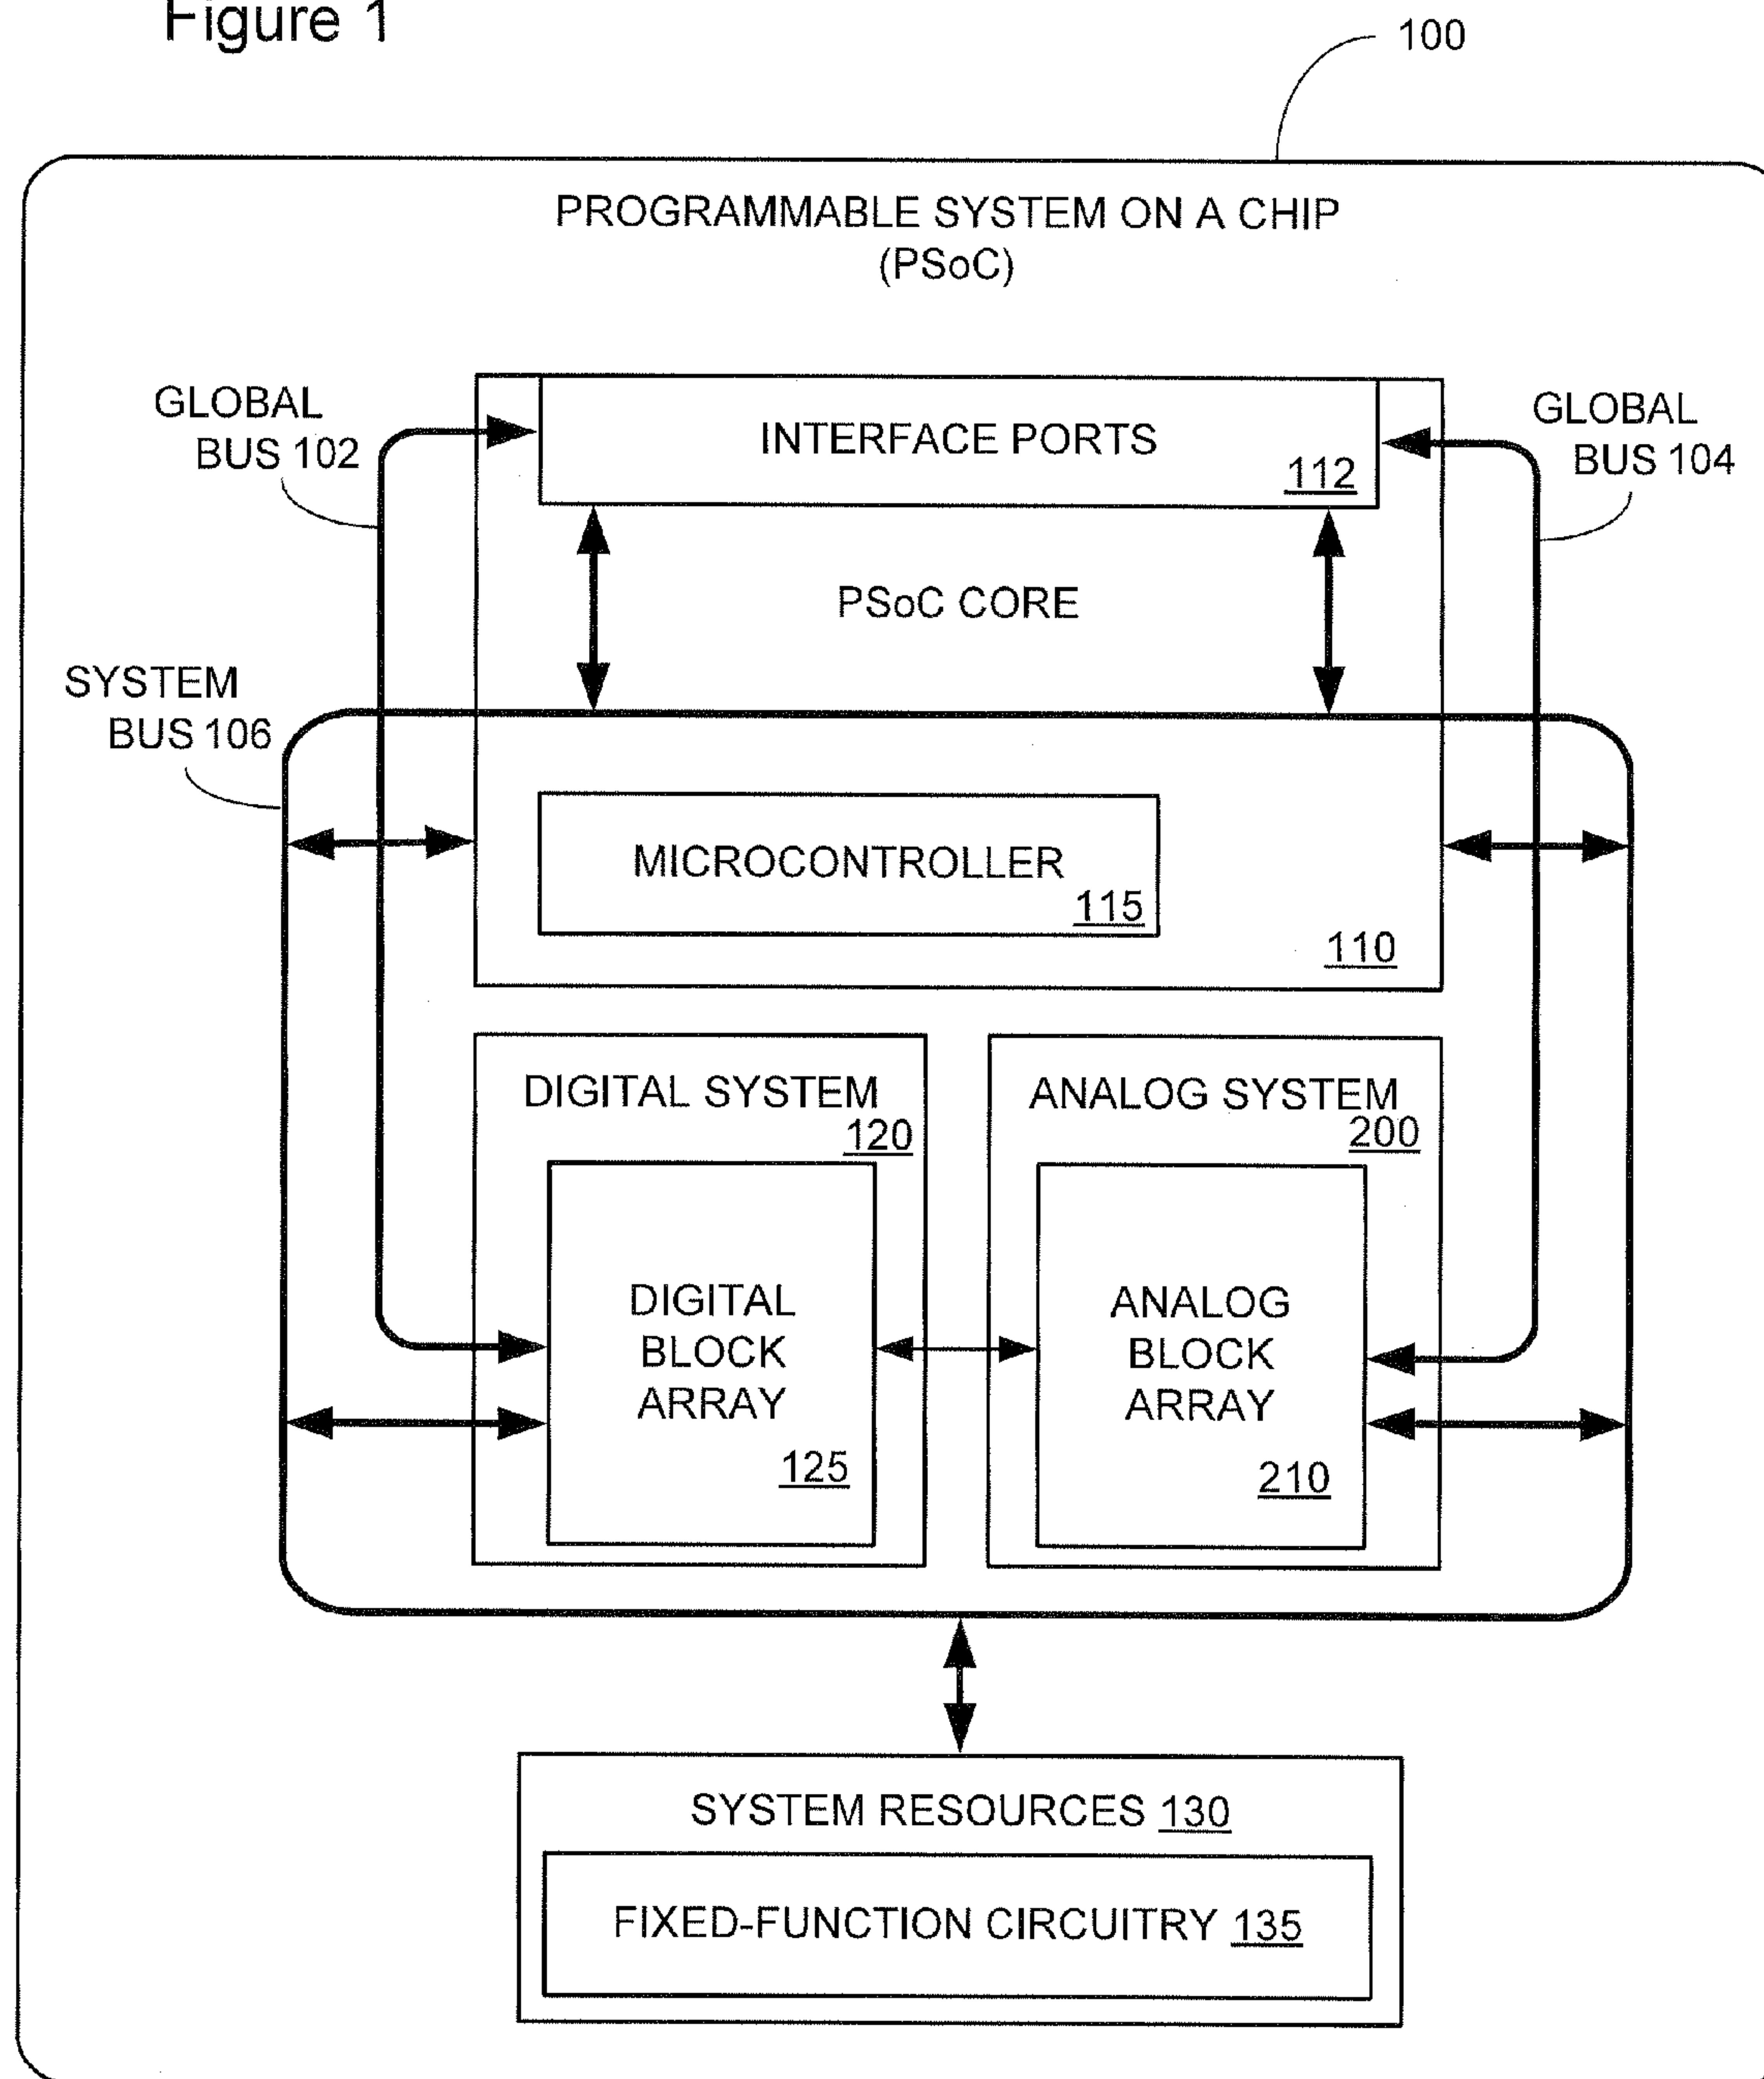 Figure 1
100
PROGRAMMABLE SYSTEM ON A CHIP
(PSoC)
GLOBAL
BUS 102
INTERFACE PORTS
112
GLOBAL
BUS 104
PSoC CORE
SYSTEM
BUS 106
MICROCONTROLLER
115
110
DIGITAL SYSTEM
120
ANALOG SYSTEM
200
DIGITAL
BLOCK
ARRAY
125
ANALOG
BLOCK
ARRAY
210
SYSTEM RESOURCES 130
FIXED-FUNCTION CIRCUITRY 135